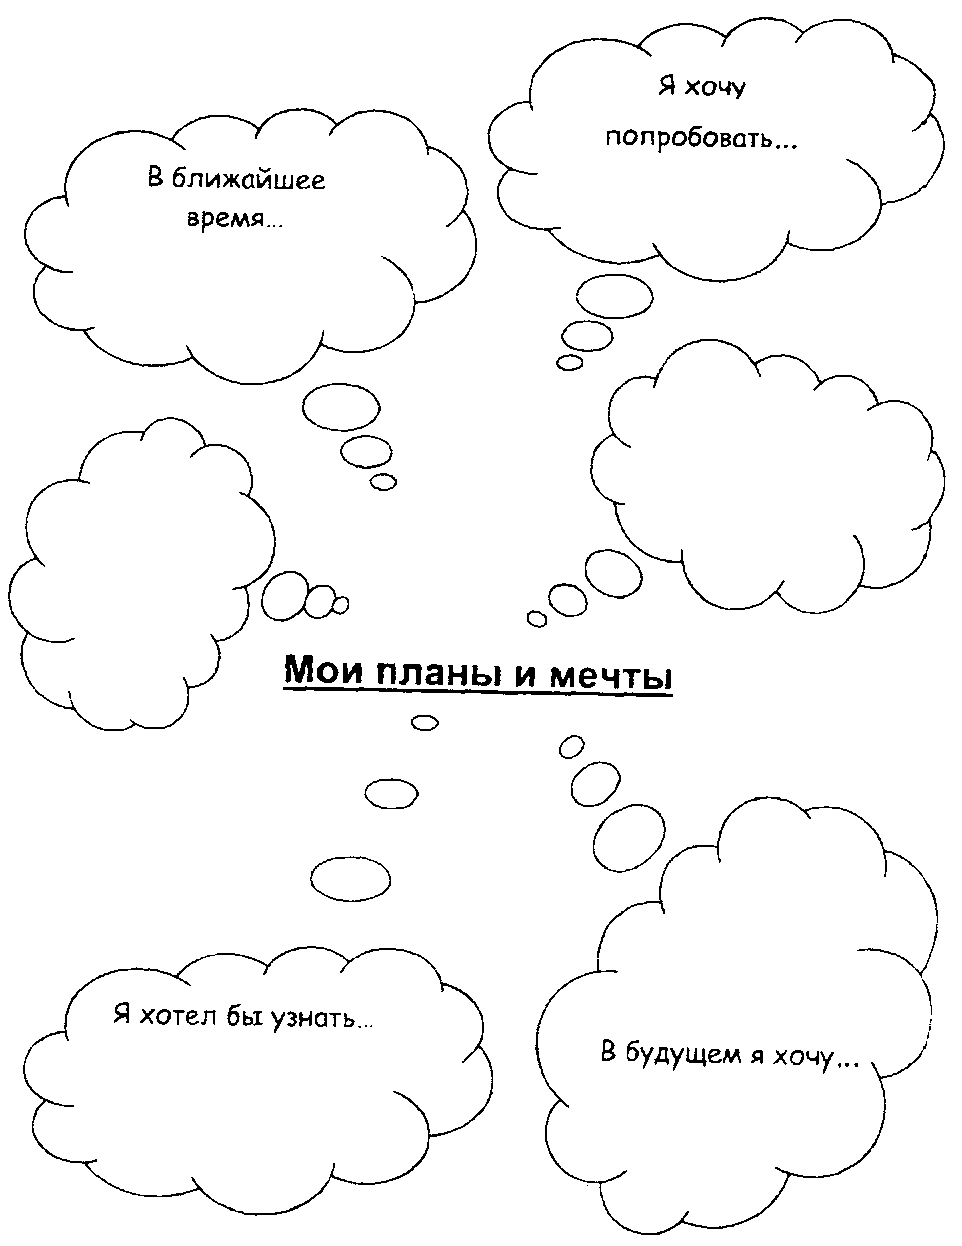 Я хочу
попробовать...
В ближайшее
время...
Мои планы и мечты
Я хотел бы узнать...
В будущем я хочу...